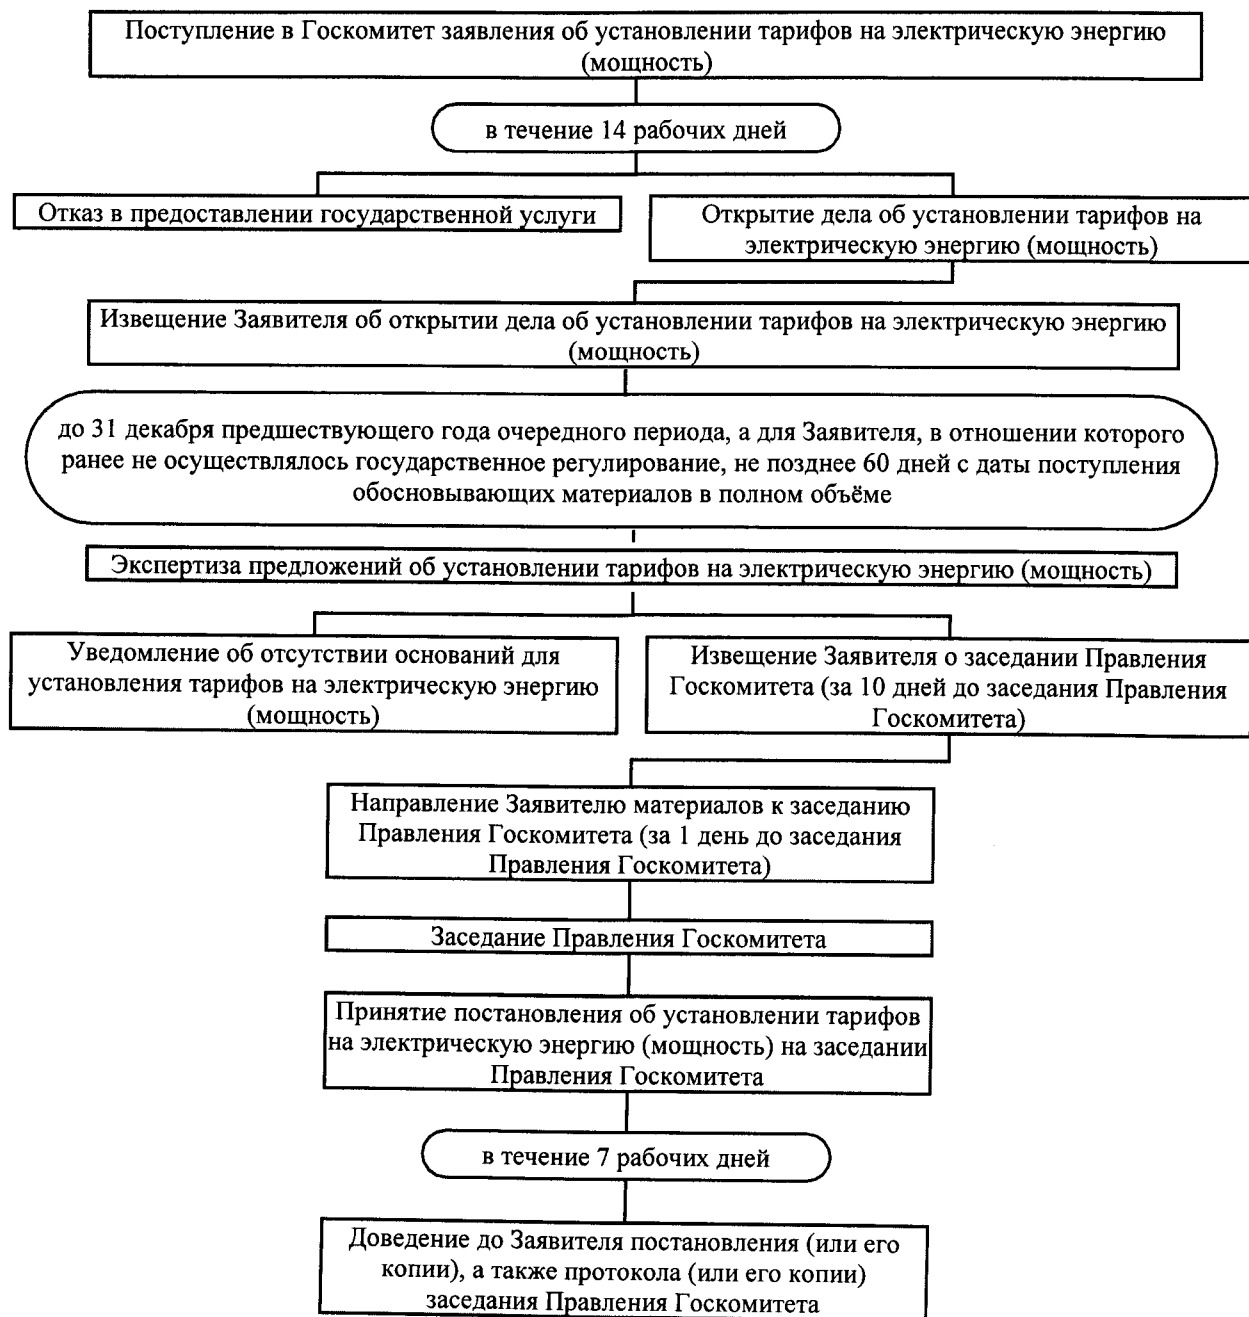 Поступление в Госкомитет заявления об установлении тарифов на электрическую энергию
(мощность)
в течение 14 рабочих дней
Отказ в предоставлении государственной услуги
Открытие дела об установлении тарифов на
электрическую энергию (мощность)
Извещение Заявителя об открытии дела об установлении тарифов на электрическую энергию
(мощность)
до 31 декабря предшествующего года очередного периода, а для Заявителя, в отношении которого
ранее не осуществлялось государственное регулирование, не позднее 60 дней с даты поступления
обосновывающих материалов в полном объёме
Экспертиза предложений об установлении тарифов на электрическую энергию (мощность)
Уведомление об отсутствии оснований для
установления тарифов на электрическую энергию
(мощность)
Извещение Заявителя о заседании Правления
Госкомитета (за 10 дней до заседания Правления
Госкомитета)
Направление Заявителю материалов к заседанию
Правления Госкомитета (за 1 день до заседания
Правления Госкомитета)
Заседание Правления Госкомитета
Принятие постановления об установлении тарифов
на электрическую энергию (мощность) на заседании
Правления Госкомитета
в течение 7 рабочих дней
Доведение до Заявителя постановления (или его
копии), а также протокола (или его копии)
заседания Правления Госкомитета